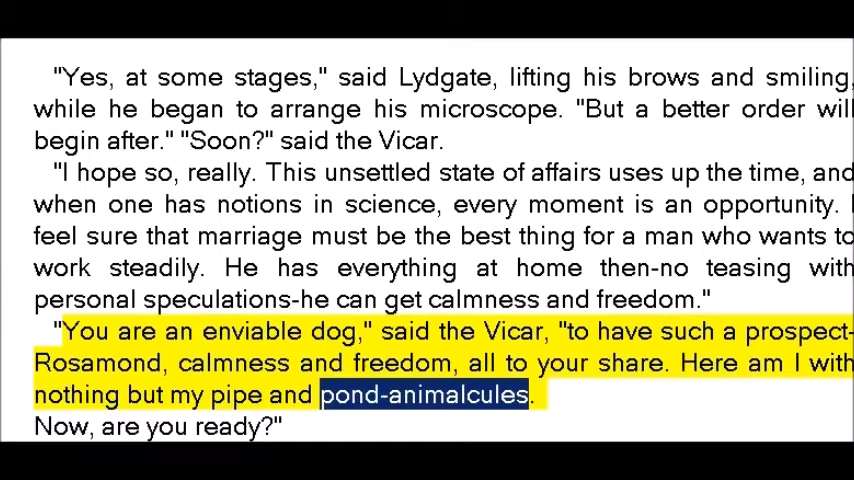 "Yes, at some stages," said Lydgate, lifting his brows and smiling,
while he began to arrange his microscope. "But a better order will
begin after." "Soon?" said the Vicar.
"I hope so, really. This unsettled state of affairs uses up the time, and
when one has notions in science, every moment is an opportunity. I
feel sure that marriage must be the best thing for a man who wants to
work steadily. He has everything at home then-no teasing with
personal speculations-he can get calmness and freedom."
"You are an enviable dog," said the Vicar, "to have such a prospect-
Rosamond, calmness and freedom, all to your share. Here am I with
nothing but my pipe and pond-animalcules.
Now, are you ready?"